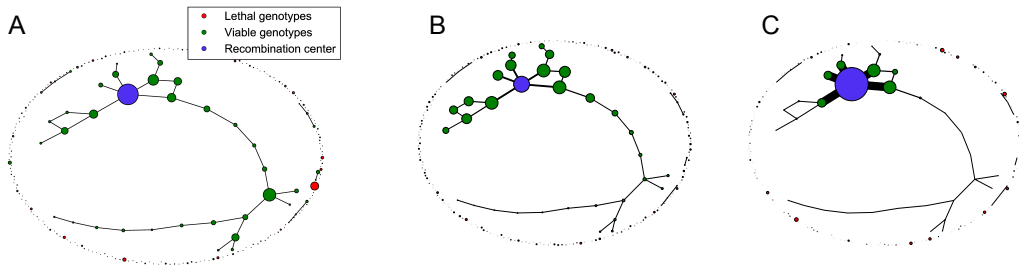 A
Lethal genotypes
Viable genotypes
Recombination center
B
C